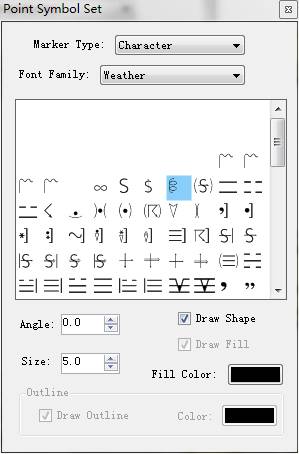 Point Symbol Set
Marker Type: Character
Font Family: Weather
Angle: 0.0
Draw Shape
Draw Fill
Size: 5.0
Fill Color:
Outline
Draw Outline
Color: